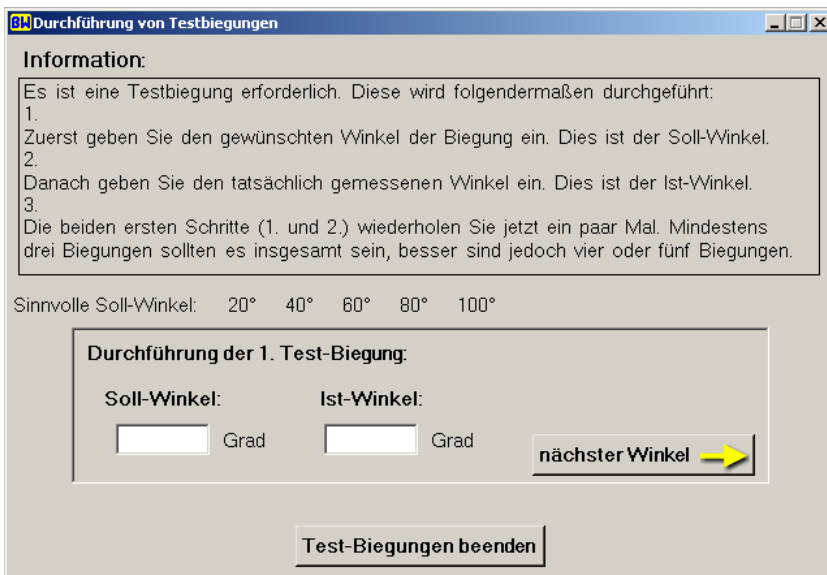 BW Durchführung von Testbiegungen
Information:
Es ist eine Testbiegung erforderlich. Diese wird folgendermaßen durchgeführt:
1.
Zuerst geben Sie den gewünschten Winkel der Biegung ein. Dies ist der Soll-Winkel.
2.
Danach geben Sie den tatsächlich gemessenen Winkel ein. Dies ist der Ist-Winkel.
3.
Die beiden ersten Schritte (1. und 2.) wiederholen Sie jetzt ein paar Mal. Mindestens
drei Biegungen sollten es insgesamt sein, besser sind jedoch vier oder fünf Biegungen.
Sinnvolle Soll-Winkel: 20° 40° 60° 80° 100°
Durchführung der 1. Test-Biegung:
Soll-Winkel: Ist-Winkel:
Grad Grad
nächster Winkel
Test-Biegungen beenden